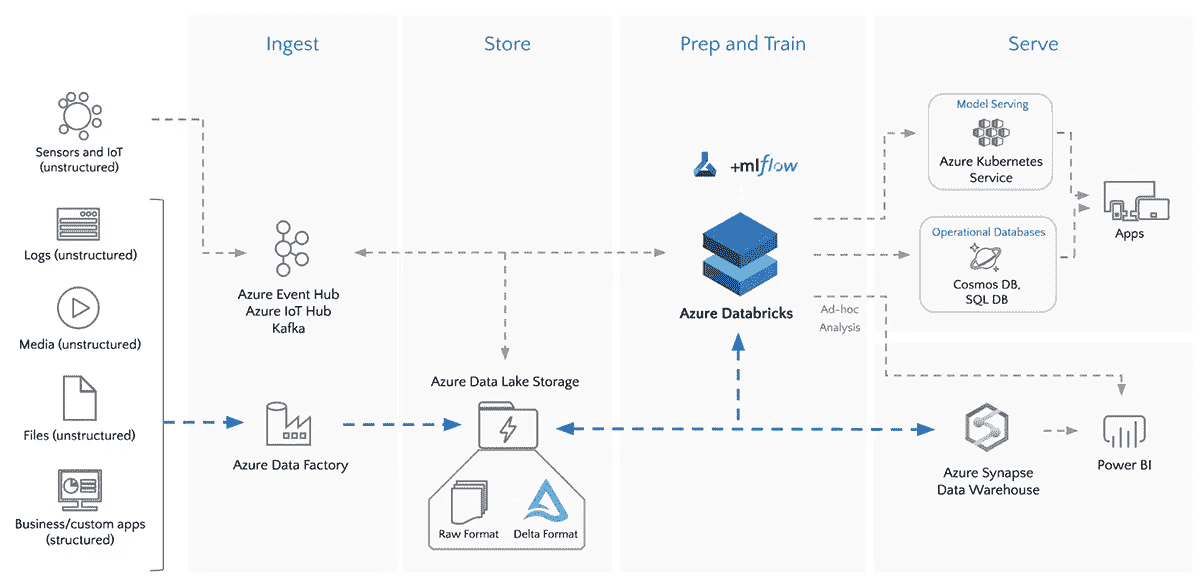 Ingest
Store
Prep and Train
Serve
Sensors and IoT
(unstructured)
Logs (unstructured)
Media (unstructured)
Files (unstructured)
Business/custom apps
(structured)
Azure Event Hub
Azure IoT Hub
Kafka
Azure Data Factory
Azure Data Lake Storage
Raw Format
Delta Format
+mlflow
Azure Databricks
Ad-hoc
Analysis
Model Serving
Azure Kubernetes
Service
Operational Databases
Cosmos DB,
SQL DB
Apps
Azure Synapse
Data Warehouse
Power BI